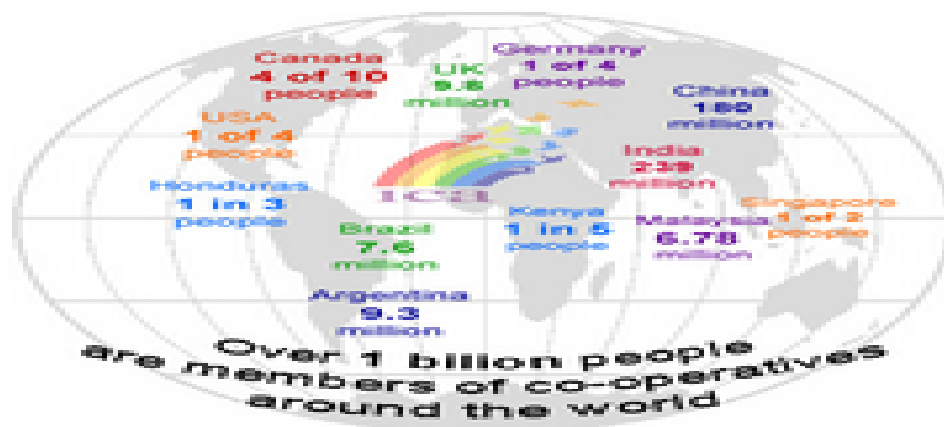 Canada
4 of 10
people
UK
9.8
million
Germany
1 of 4
people
China
180
million
USA
1 of 4
people
India
239
million
Honduras
1 in 3
people
ICA
Brazil
7.6
million
Kenya
1 in 5
people
Malaysia
6.78
million
Singapore
1 of 2
people
Argentina
9.3
million
Over 1 billion people
are members of co-operatives
around the world